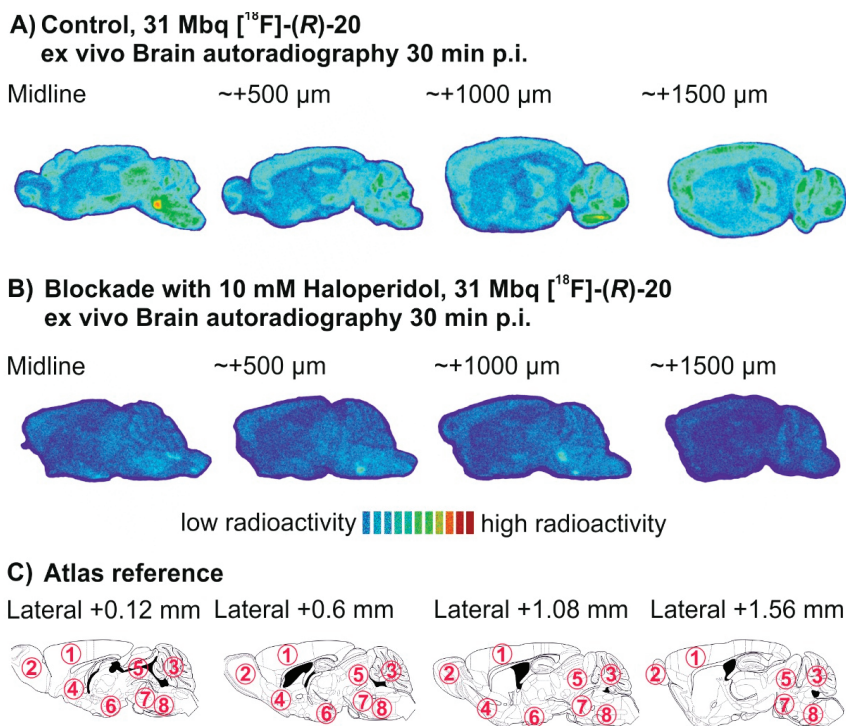 A) Control, 31 Mbq [¹⁸F]-(R)-20
ex vivo Brain autoradiography 30 min p.i.
Midline ~+500 µm ~+1000 µm ~+1500 µm
B) Blockade with 10 mM Haloperidol, 31 Mbq [¹⁸F]-(R)-20
ex vivo Brain autoradiography 30 min p.i.
Midline ~+500 µm ~+1000 µm ~+1500 µm
low radioactivity high radioactivity
C) Atlas reference
Lateral +0.12 mm Lateral +0.6 mm Lateral +1.08 mm Lateral +1.56 mm
1 2 3 4 5 6 7 8
1 2 3 4 5 6 7 8
1 2 3 4 5 6 7 8
1 2 3 5 7 8